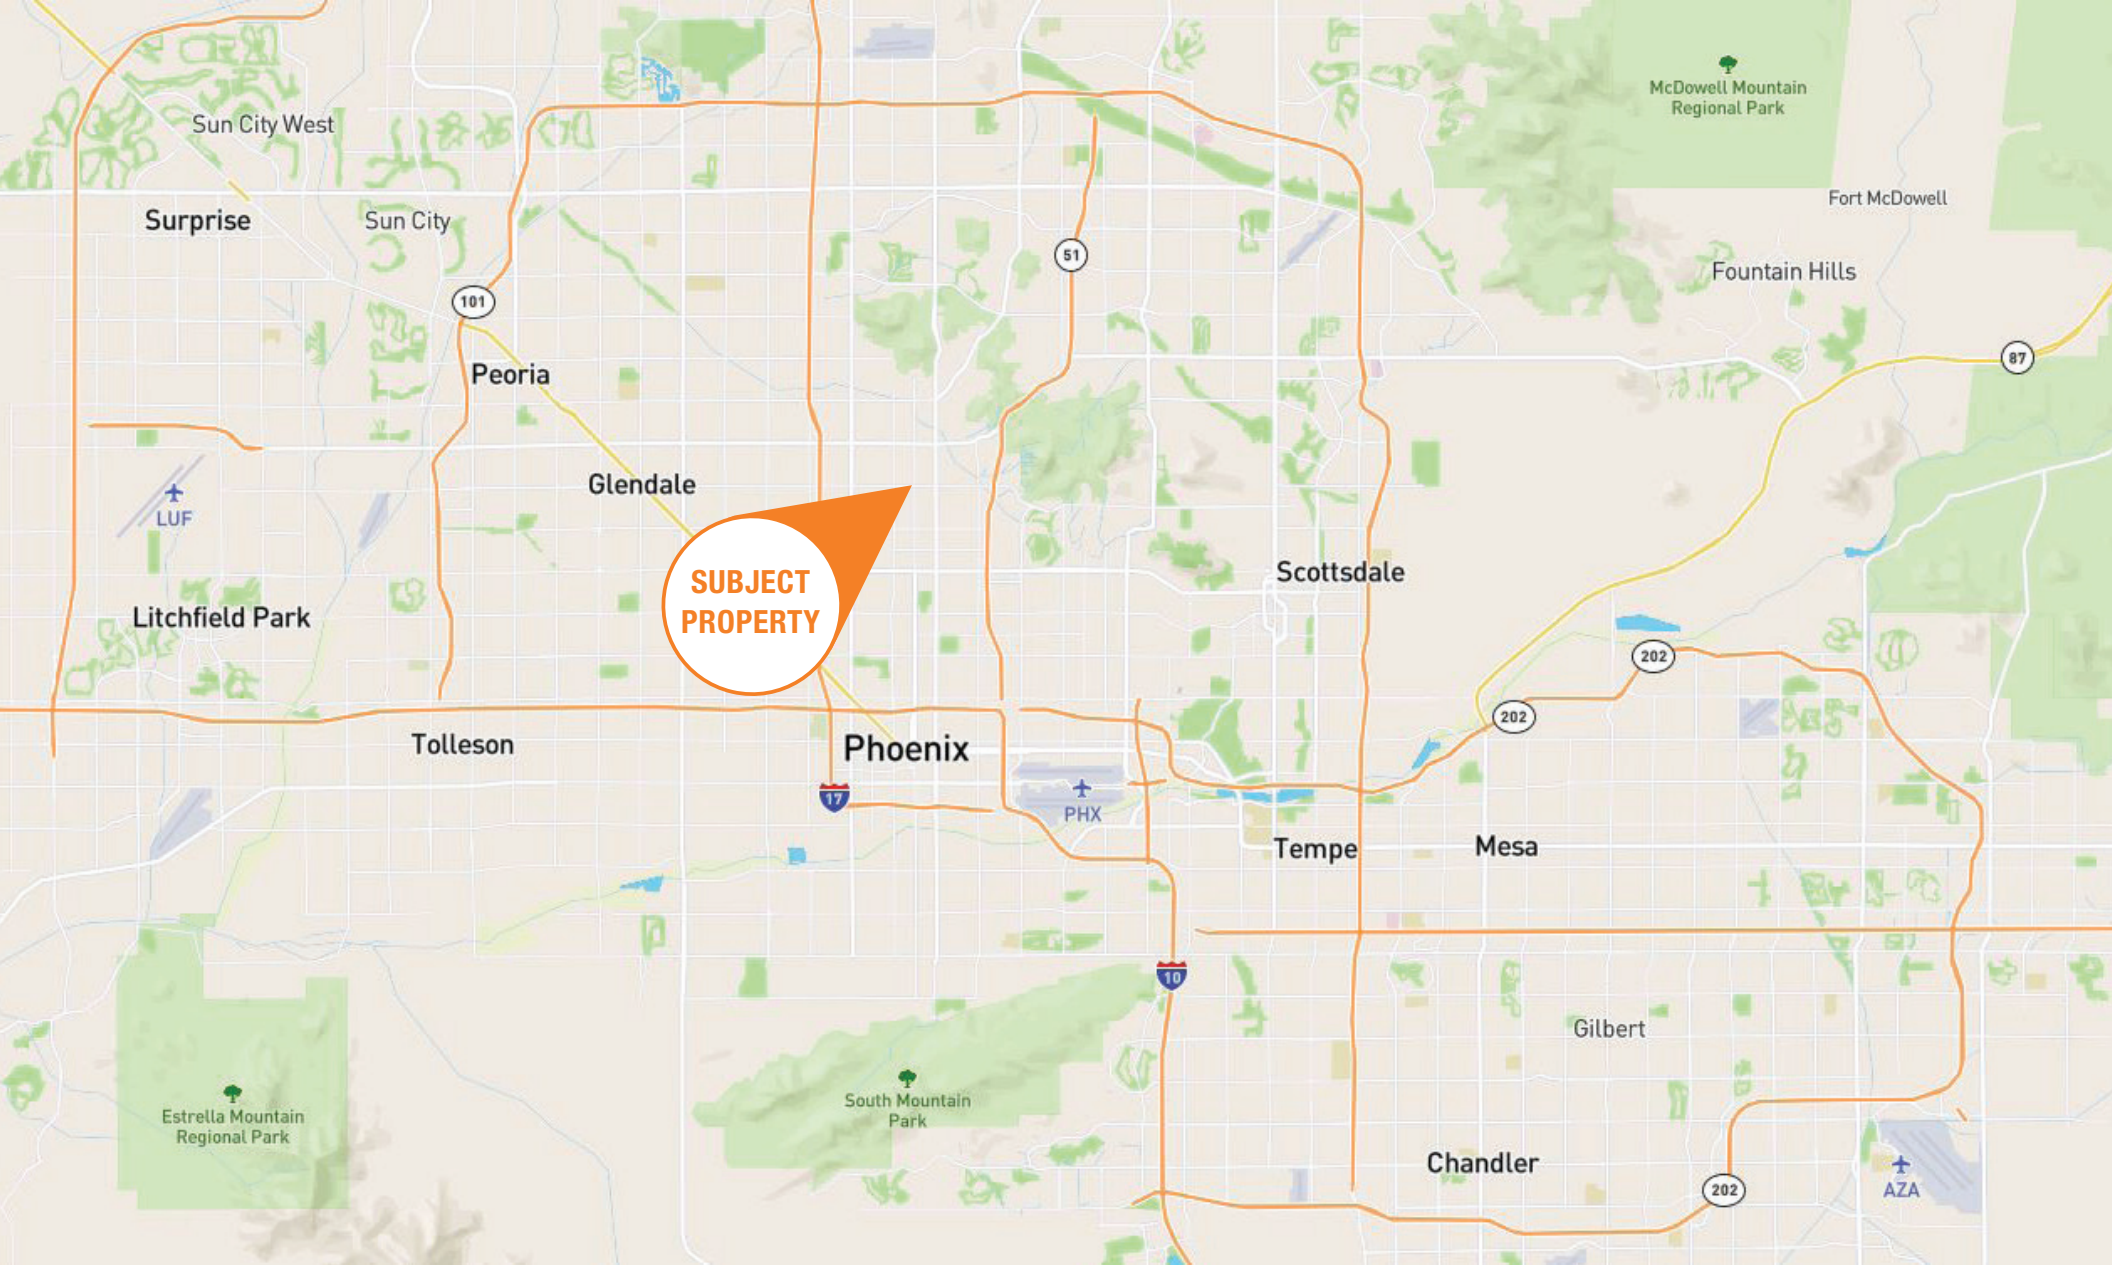 McDowell Mountain
Regional Park
Sun City West
Fort McDowell
Surprise
Sun City
51
Fountain Hills
101
87
Peoria
Glendale
LUF
SUBJECT
PROPERTY
Scottsdale
Litchfield Park
202
202
Tolleson
Phoenix
17
PHX
Tempe
Mesa
10
Gilbert
South Mountain
Park
Estrella Mountain
Regional Park
Chandler
202
AZA